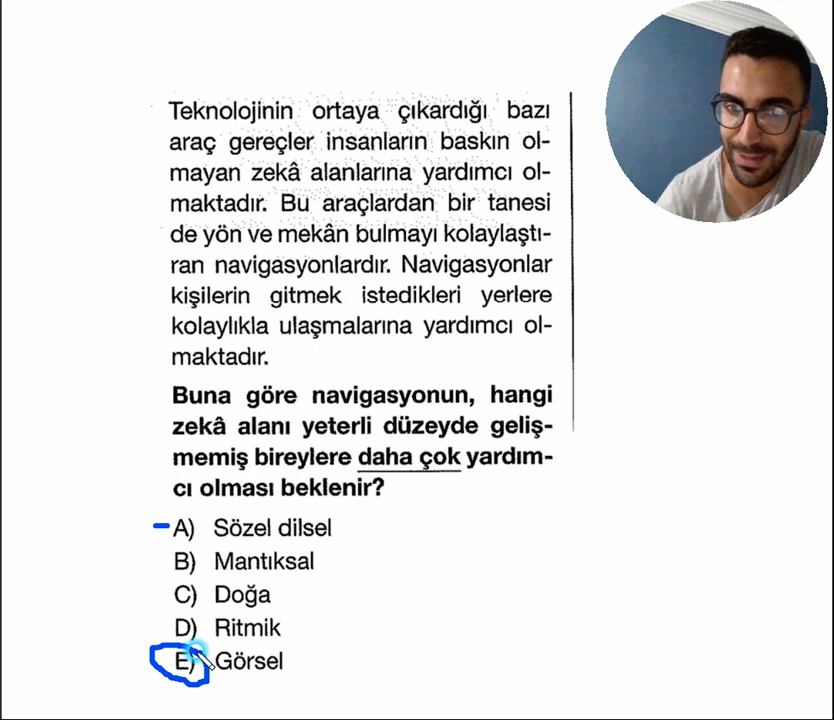 Teknolojinin ortaya çıkardığı bazı
araç gereçler insanların baskın ol-
mayan zekâ alanlarına yardımcı ol-
maktadır. Bu araçlardan bir tanesi
de yön ve mekân bulmayı kolaylaştı-
ran navigasyonlardır. Navigasyonlar
kişilerin gitmek istedikleri yerlere
kolaylıkla ulaşmalarına yardımcı ol-
maktadır.
Buna göre navigasyonun, hangi
zekâ alanı yeterli düzeyde geliş-
memiş bireylere daha çok yardım-
cı olması beklenir?
A) Sözel dilsel
B) Mantıksal
C) Doğa
D) Ritmik
E) Görsel